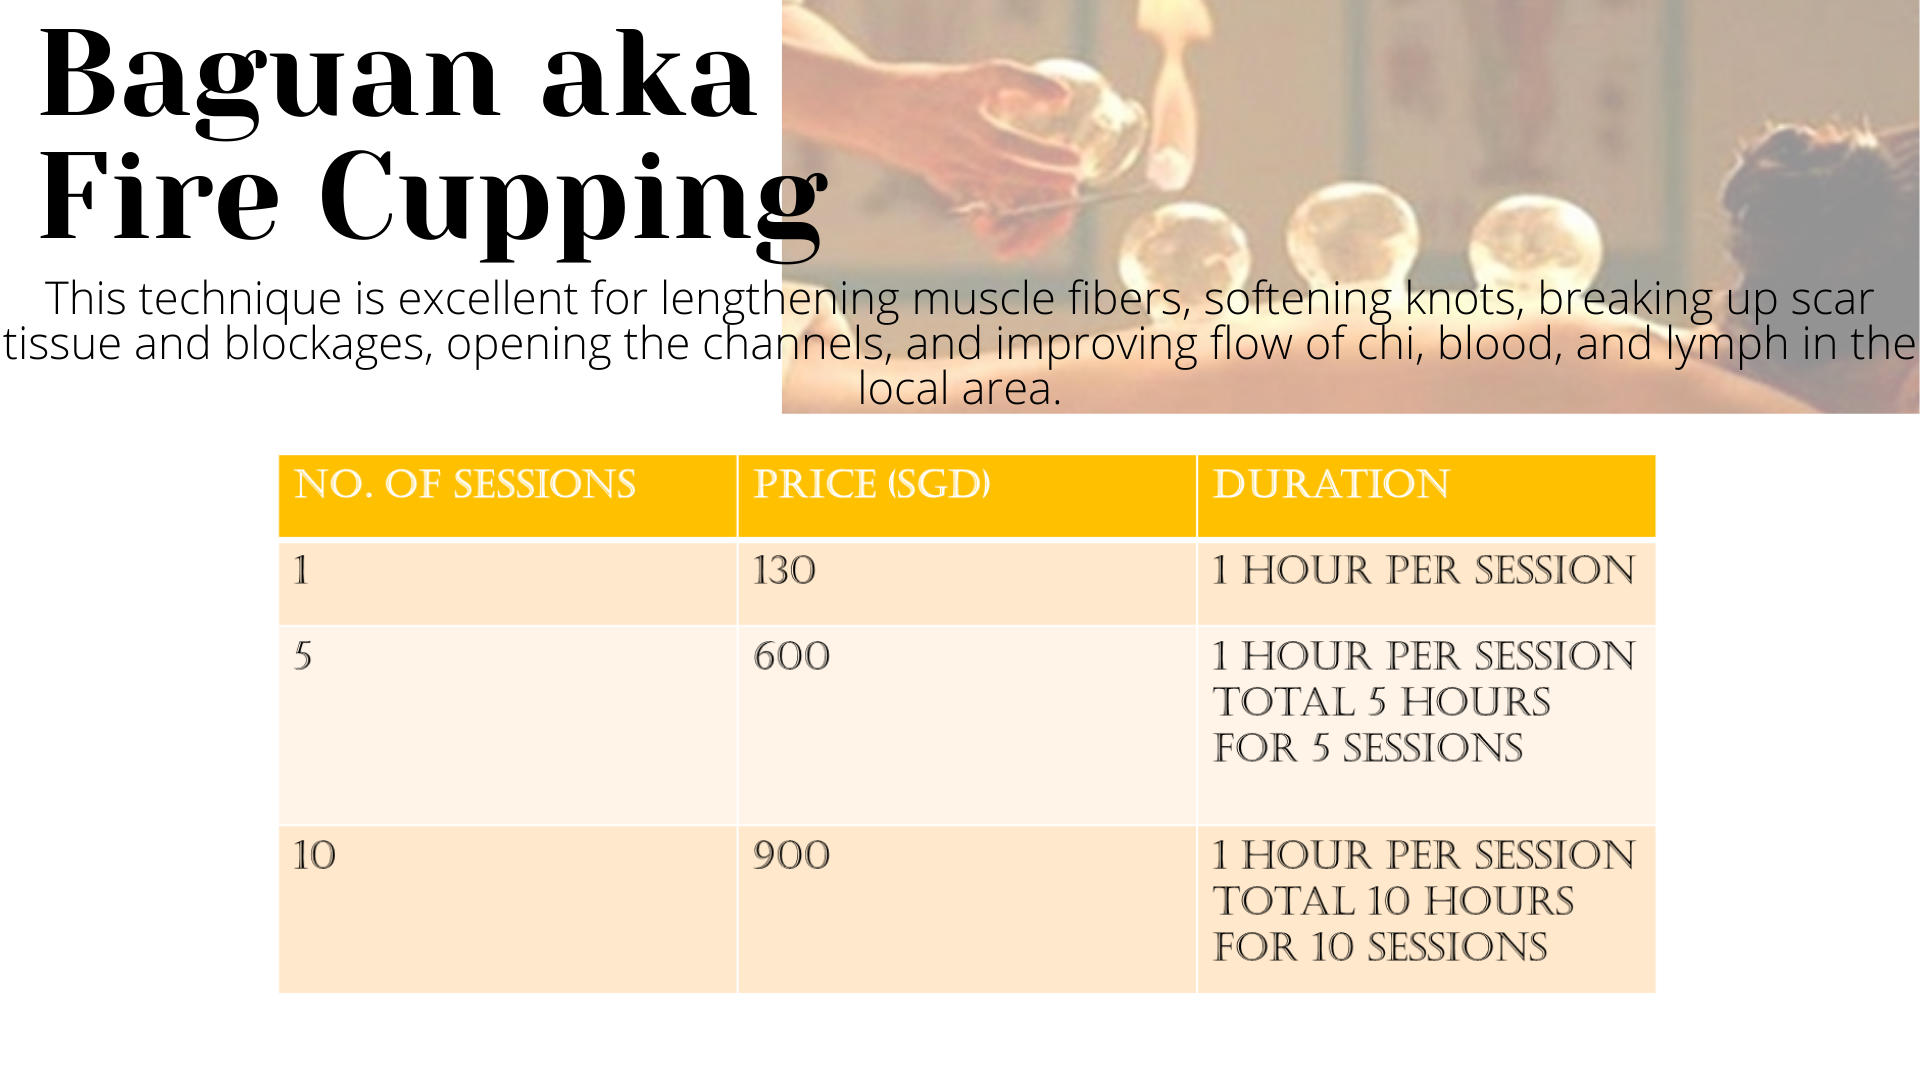 Baguan aka
Fire Cupping
This technique is excellent for lengthening muscle fibers, softening knots, breaking up scar
tissue and blockages, opening the channels, and improving flow of chi, blood, and lymph in the
local area.
NO. OF SESSIONS PRICE (SGD) DURATION
1 130 1 HOUR PER SESSION
5 600 1 HOUR PER SESSION
TOTAL 5 HOURS
FOR 5 SESSIONS
10 900 1 HOUR PER SESSION
TOTAL 10 HOURS
FOR 10 SESSIONS